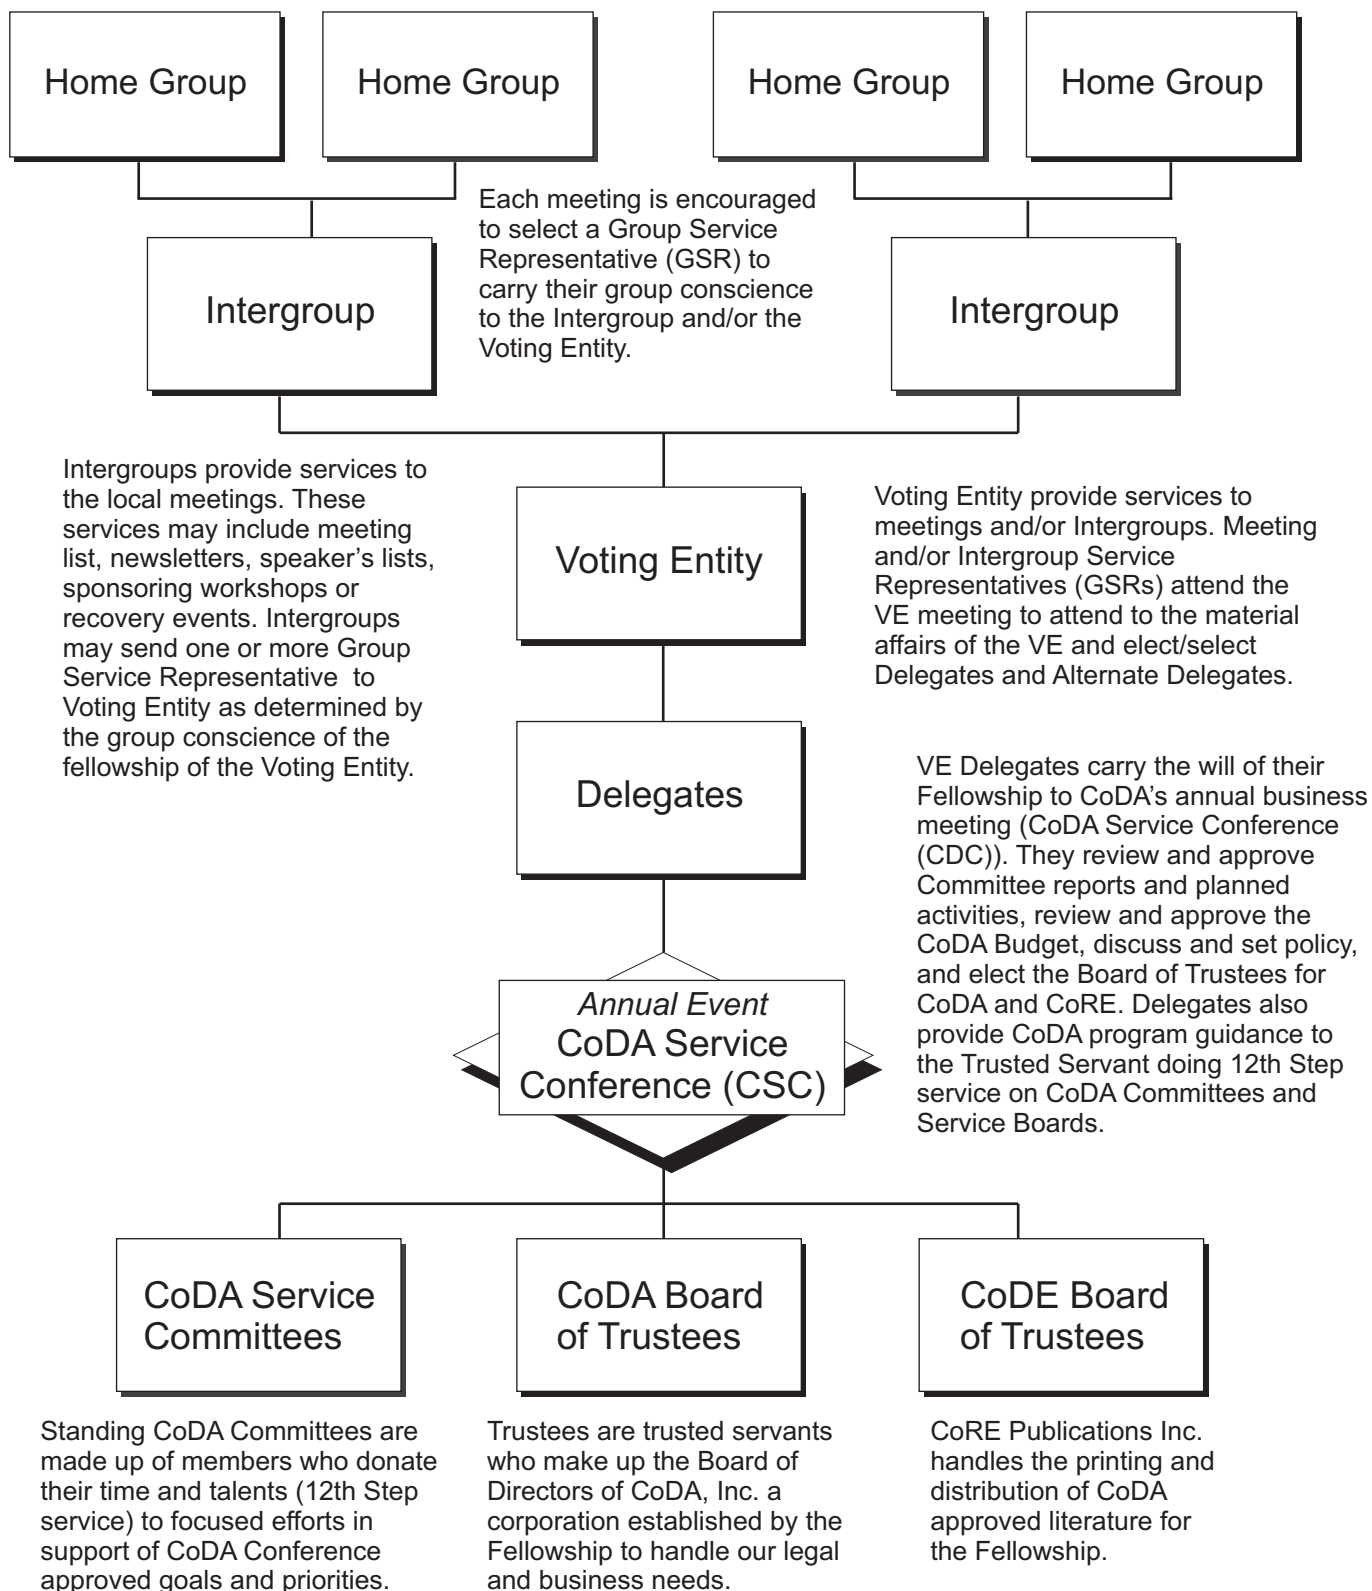 Home Group
Home Group
Home Group
Home Group
Each meeting is encouraged
to select a Group Service
Representative (GSR) to
carry their group conscience
to the Intergroup and/or the
Voting Entity.
Intergroup
Intergroup
Intergroups provide services to
the local meetings. These
services may include meeting
list, newsletters, speaker’s lists,
sponsoring workshops or
recovery events. Intergroups
may send one or more Group
Service Representative to
Voting Entity as determined by
the group conscience of the
fellowship of the Voting Entity.
Voting Entity
Voting Entity provide services to
meetings and/or Intergroups. Meeting
and/or Intergroup Service
Representatives (GSRs) attend the
VE meeting to attend to the material
affairs of the VE and elect/select
Delegates and Alternate Delegates.
Delegates
VE Delegates carry the will of their
Fellowship to CoDA’s annual business
meeting (CoDA Service Conference
(CDC)). They review and approve
Committee reports and planned
activities, review and approve the
CoDA Budget, discuss and set policy,
and elect the Board of Trustees for
CoDA and CoRE. Delegates also
provide CoDA program guidance to
the Trusted Servant doing 12th Step
service on CoDA Committees and
Service Boards.
Annual Event
CoDA Service
Conference (CSC)
CoDA Service
Committees
CoDA Board
of Trustees
CoDE Board
of Trustees
Standing CoDA Committees are
made up of members who donate
their time and talents (12th Step
service) to focused efforts in
support of CoDA Conference
approved goals and priorities.
Trustees are trusted servants
who make up the Board of
Directors of CoDA, Inc. a
corporation established by the
Fellowship to handle our legal
and business needs.
CoRE Publications Inc.
handles the printing and
distribution of CoDA
approved literature for
the Fellowship.